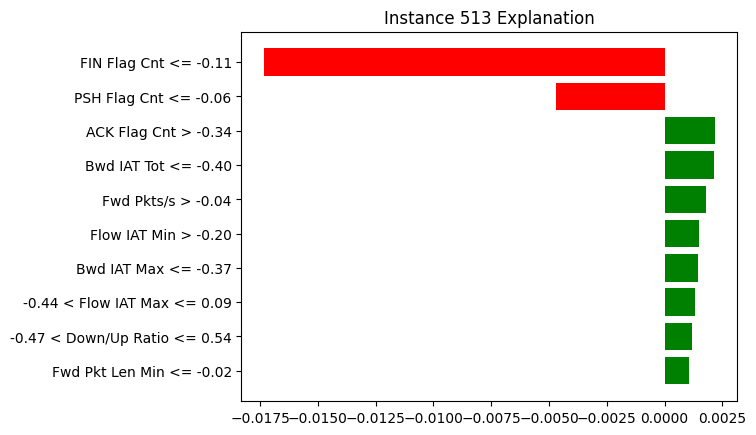 Instance 513 Explanation
FIN Flag Cnt <= -0.11
PSH Flag Cnt <= -0.06
ACK Flag Cnt > -0.34
Bwd IAT Tot <= -0.40
Fwd Pkts/s > -0.04
Flow IAT Min > -0.20
Bwd IAT Max <= -0.37
-0.44 < Flow IAT Max <= 0.09
-0.47 < Down/Up Ratio <= 0.54
Fwd Pkt Len Min <= -0.02
−0.0175 −0.0150 −0.0125 −0.0100 −0.0075 −0.0050 −0.0025 0.0000 0.0025